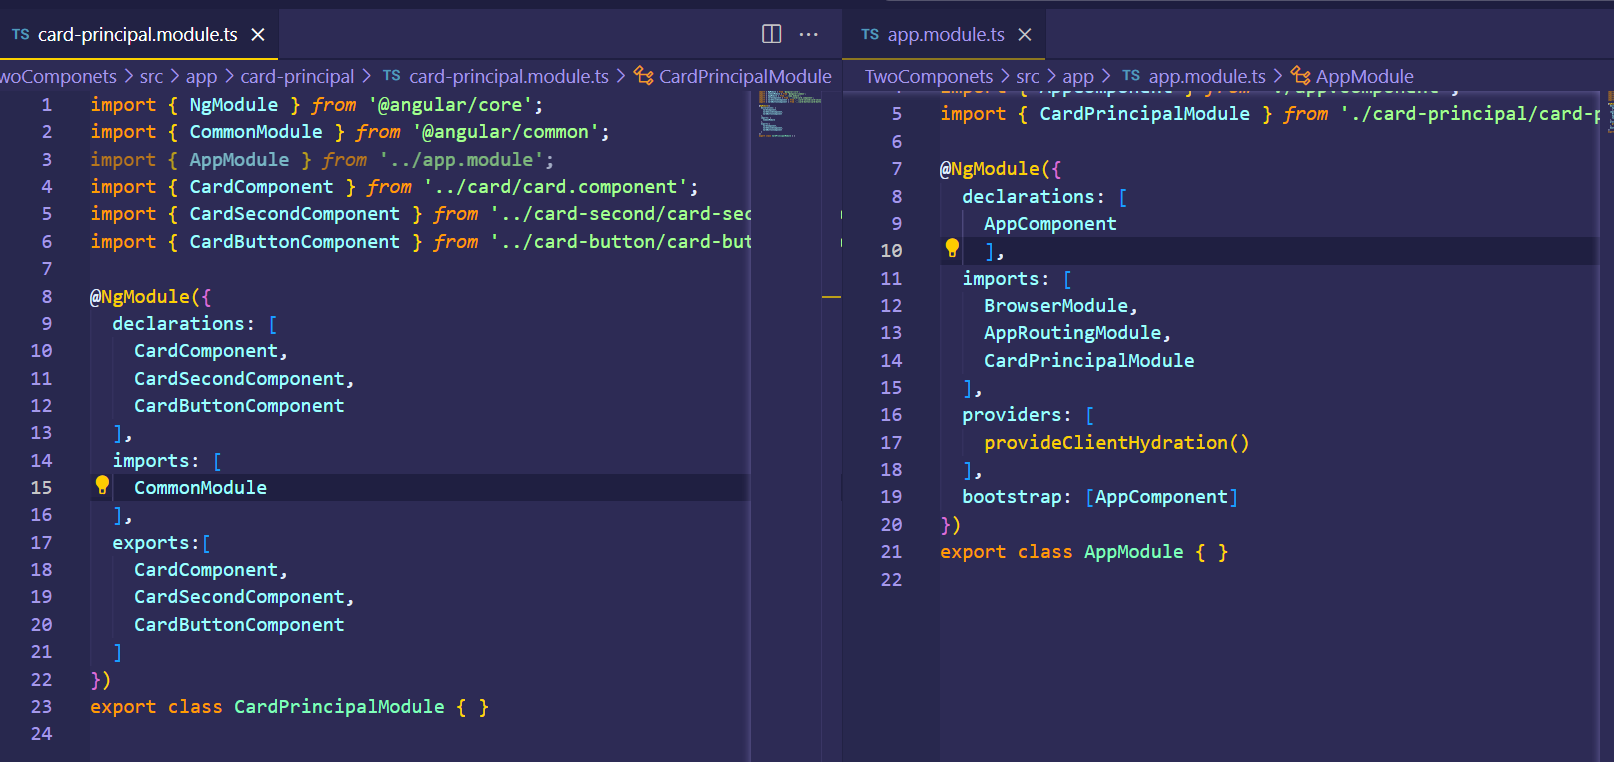 TS card-principal.module.ts
woComponets > src > app > card-principal > TS card-principal.module.ts > CardPrincipalModule
1 import { NgModule } from '@angular/core';
2 import { CommonModule } from '@angular/common';
3 import { AppModule } from '../app.module';
4 import { CardComponent } from '../card/card.component';
5 import { CardSecondComponent } from '../card-second/card-sec
6 import { CardButtonComponent } from '../card-button/card-but
7
8 @NgModule({
9 declarations: [
10 CardComponent,
11 CardSecondComponent,
12 CardButtonComponent
13 ],
14 imports: [
15 CommonModule
16 ],
17 exports:[
18 CardComponent,
19 CardSecondComponent,
20 CardButtonComponent
21 ]
22 })
23 export class CardPrincipalModule { }
24
TS app.module.ts
TwoComponets > src > app > TS app.module.ts > AppModule
import { AppComponent } from './app.component';
5 import { CardPrincipalModule } from './card-principal/card-p
6
7 @NgModule({
8 declarations: [
9 AppComponent
10 ],
11 imports: [
12 BrowserModule,
13 AppRoutingModule,
14 CardPrincipalModule
15 ],
16 providers: [
17 provideClientHydration()
18 ],
19 bootstrap: [AppComponent]
20 })
21 export class AppModule { }
22